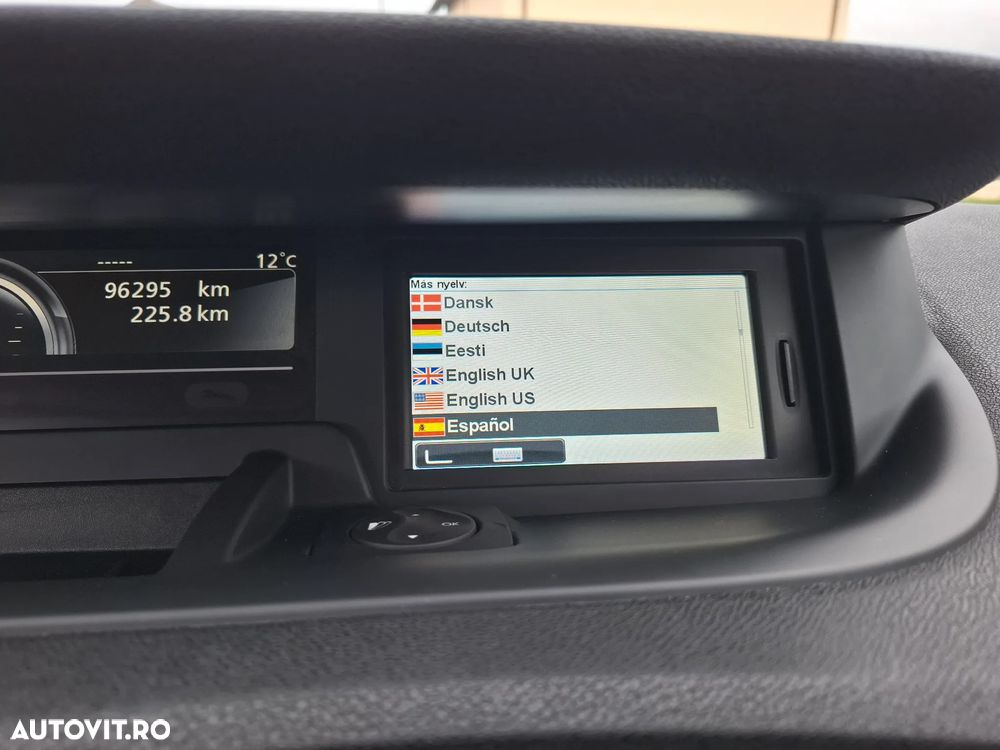 -----
12°C
96295 km
225.8 km
Más nyelv:
Dansk
Deutsch
Eesti
English UK
English US
Español
OK
AUTOVIT.RO